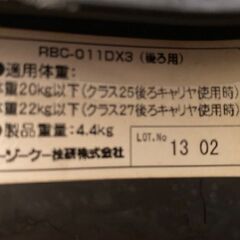 RBC-011DX3（後ろ用）
●適用体重：
体重20kg以下（クラス25後ろキャリヤ使用時）
体重22kg以下（クラス27後ろキャリヤ使用時）
●製品重量：4.4kg
ーゾーケー技研株式会社
LOT.No
13 02